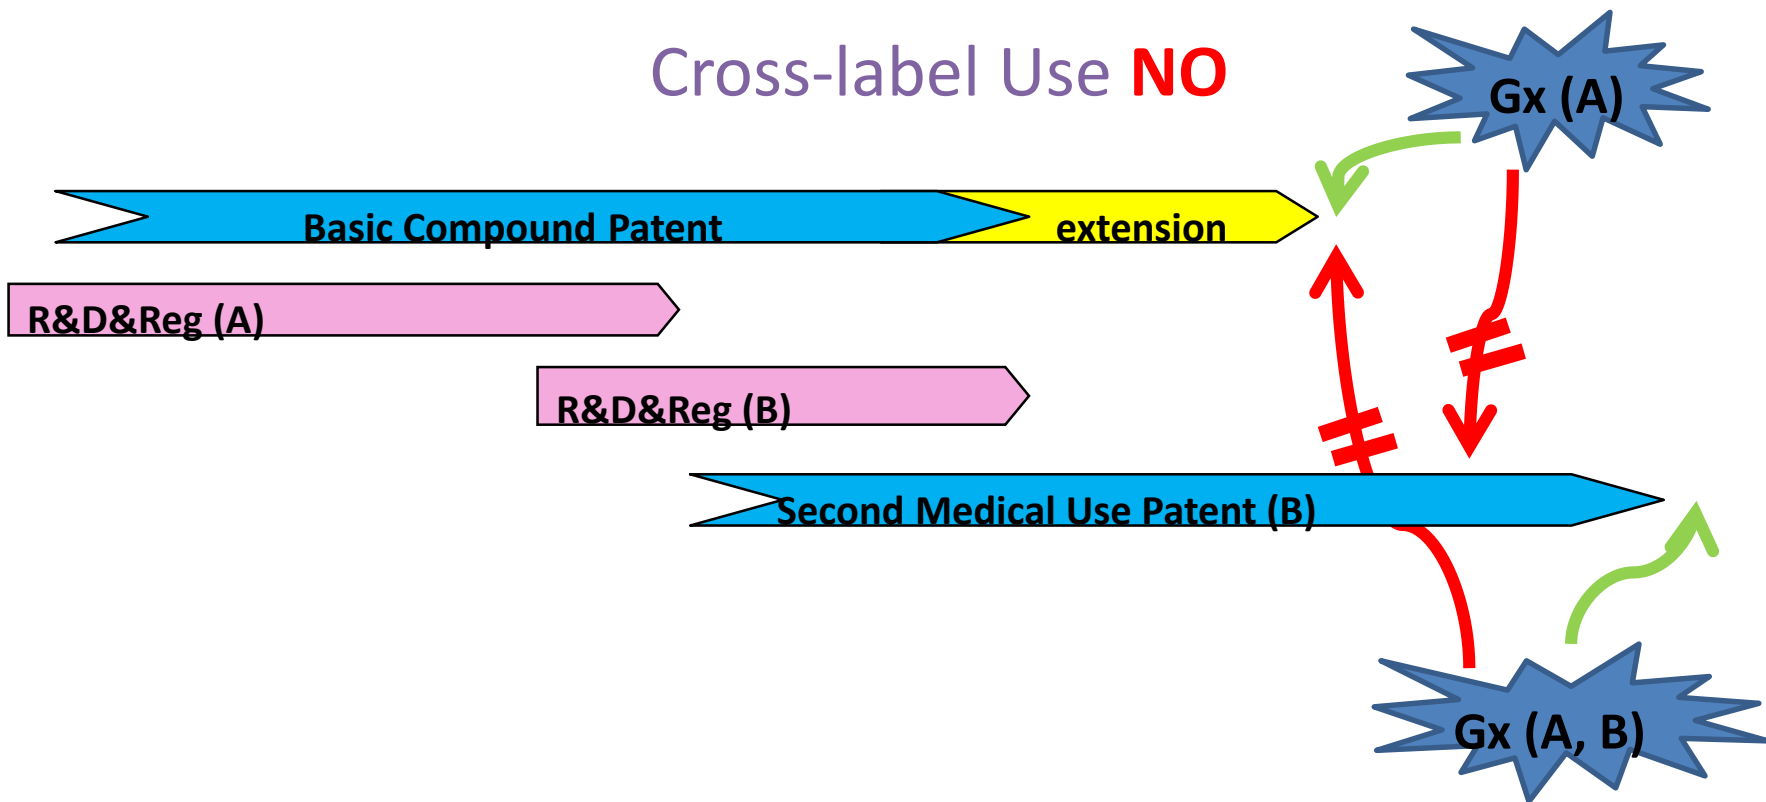 Cross-label Use NO
Gx (A)
Basic Compound Patent
extension
R&D&Reg (A)
R&D&Reg (B)
Second Medical Use Patent (B)
Gx (A, B)